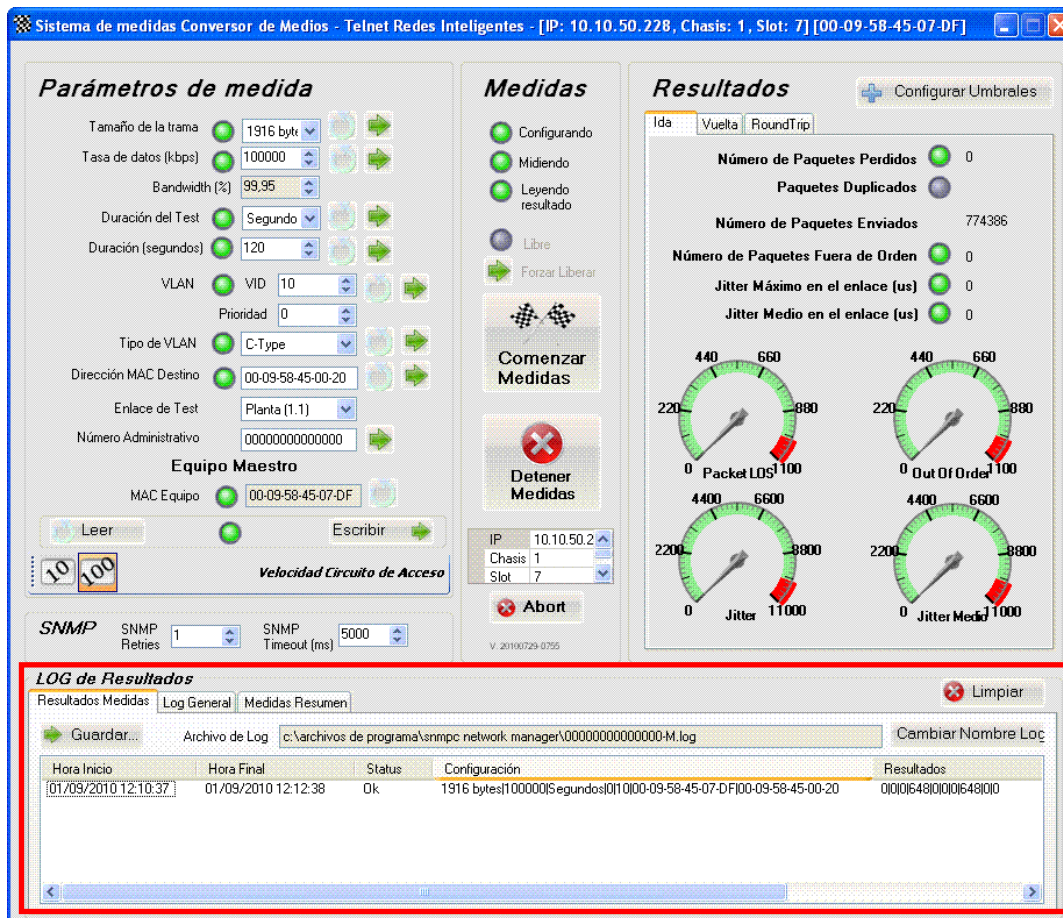 Sistema de medidas Conversor de Medios - Telnet Redes Inteligentes - [IP: 10.10.50.228, Chasis: 1, Slot: 7] [00-09-58-45-07-DF]
Parámetros de medida
Tamaño de la trama 1916 byte
Tasa de datos (kbps) 100000
Bandwidth (%) 99,95
Duración del Test Segundo
Duración (segundos) 120
VLAN VID 10
Prioridad 0
Tipo de VLAN C-Type
Dirección MAC Destino 00-09-58-45-00-20
Enlace de Test Planta (1.1)
Número Administrativo 00000000000000
Equipo Maestro
MAC Equipo 00-09-58-45-07-DF
Leer Escribir
10 100 Velocidad Circuito de Acceso
SNMP SNMP Retries 1 SNMP Timeout (ms) 5000
Medidas
Configurando
Midiendo
Leyendo
resultado
Libre
Forzar Liberar
Comenzar
Medidas
Detener
Medidas
IP 10.10.50.2
Chasis 1
Slot 7
Abort
V. 20100729-0755
Resultados Configurar Umbrales
Ida Vuelta RoundTrip
Número de Paquetes Perdidos 0
Paquetes Duplicados
Número de Paquetes Enviados 774386
Número de Paquetes Fuera de Orden 0
Jitter Máximo en el enlace (us) 0
Jitter Medio en el enlace (us) 0
440 660 440 660
220 880 220 880
0 Packet LOS 1100 0 Out Of Order 1100
4400 6600 4400 6600
2200 8800 2200 8800
0 Jitter 11000 0 Jitter Medio 11000
LOG de Resultados
Limpiar
Resultados Medidas Log General Medidas Resumen
Guardar... Archivo de Log c:\archivos de programa\snmpc network manager\00000000000000-M.log Cambiar Nombre Log
Hora Inicio Hora Final Status Configuración Resultados
01/09/2010 12:10:37 01/09/2010 12:12:38 Ok 1916 bytes|100000|Segundos|0|10|00-09-58-45-07-DF|00-09-58-45-00-20 0|0|0|648|0|0|0|648|0|0